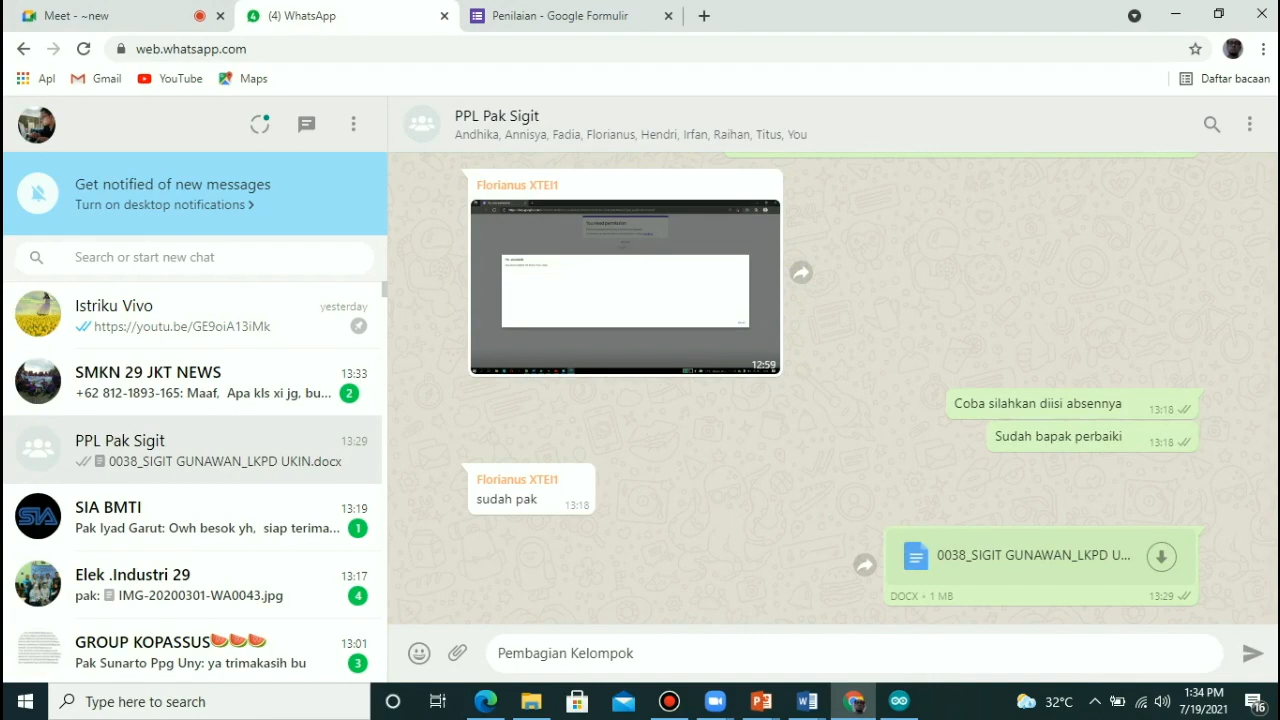 Meet - ~new
(4) WhatsApp
Penilaian - Google Formulir
web.whatsapp.com
Apl
Gmail
YouTube
Maps
Daftar bacaan
PPL Pak Sigit
Andhika, Annisya, Fadia, Florianus, Hendri, Irfan, Raihan, Titus, You
Get notified of new messages
Turn on desktop notifications >
Search or start new chat
Istriku Vivo
yesterday
https://youtu.be/GE9oiA13iMk
SMKN 29 JKT NEWS
13:33
+62 812-1893-165: Maaf, Apa kls xi jg, bu...
2
PPL Pak Sigit
13:29
0038_SIGIT GUNAWAN_LKPD UKIN.docx
SIA BMTI
13:19
Pak Iyad Garut: Owh besok yh, siap terima...
1
Elek .Industri 29
13:17
pak: IMG-20200301-WA0043.jpg
4
GROUP KOPASSUS🍉🍉🍉
13:01
Pak Sunarto Ppg Uny: ya trimakasih bu
3
Florianus XTEI1
12:59
Coba silahkan diisi absennya
13:18
Sudah bapak perbaiki
13:18
Florianus XTEI1
sudah pak
13:18
0038_SIGIT GUNAWAN_LKPD U...
DOCX • 1 MB
13:29
Pembagian Kelompok
Type here to search
32°C
1:34 PM
7/19/2021
16